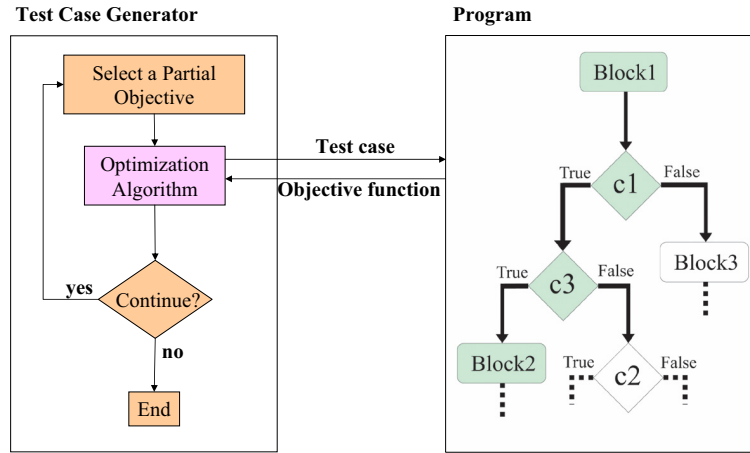 Test Case Generator
Select a Partial
Objective
Optimization
Algorithm
Continue?
yes
no
End
Test case
Objective function
Program
Block1
c1
True
False
Block3
c3
True
False
Block2
c2
True
False